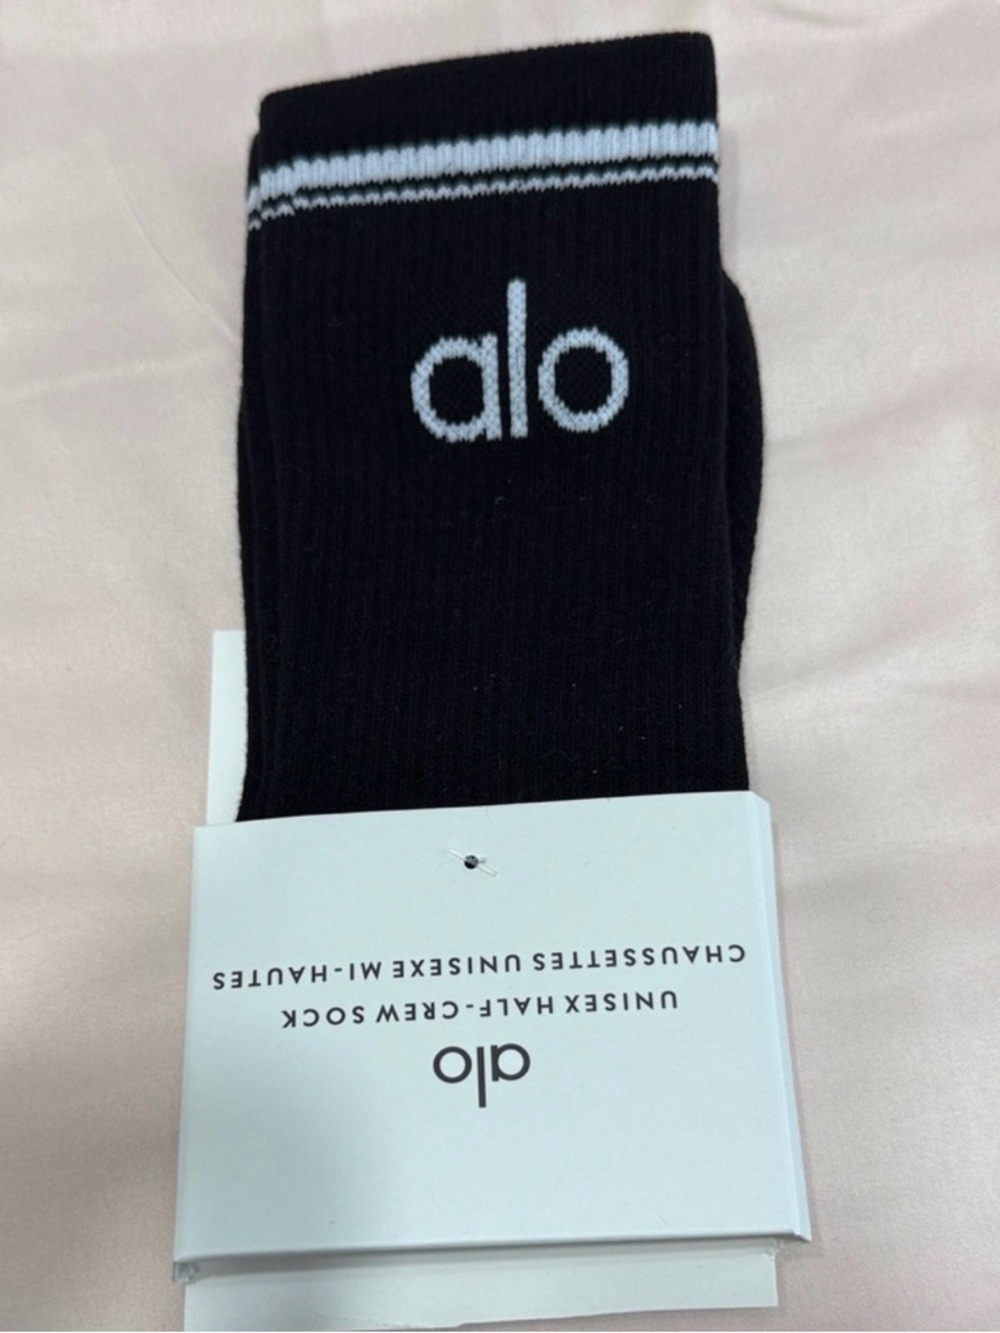 alo
alo
UNISEX HALF-CREW SOCK
CHAUSSETTES UNISEXE MI-HAUTES